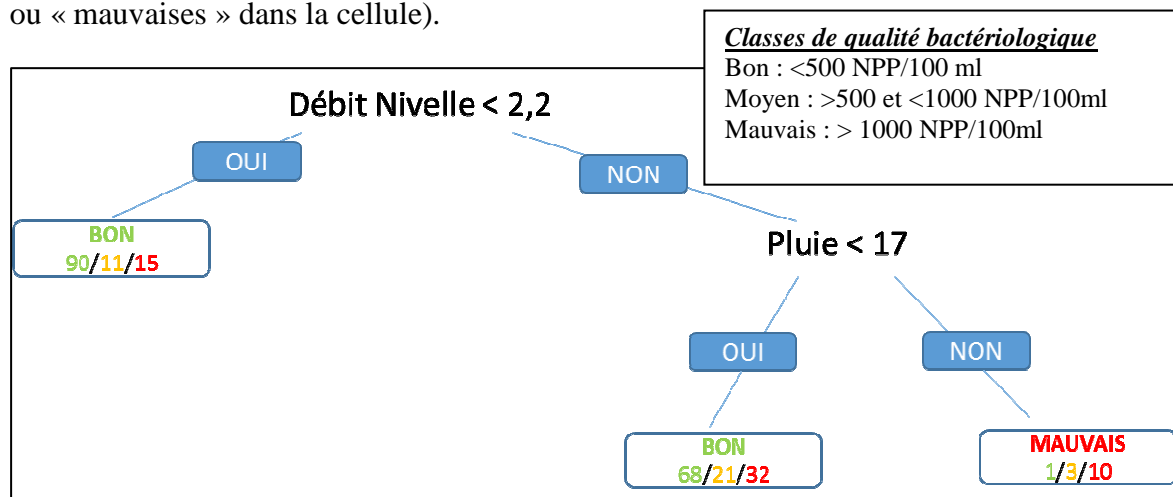 ou « mauvaises » dans la cellule).
Classes de qualité bactériologique
Bon : <500 NPP/100 ml
Moyen : >500 et <1000 NPP/100ml
Mauvais : > 1000 NPP/100ml
Débit Nivelle < 2,2
OUI
NON
BON
90/11/15
Pluie < 17
OUI
NON
BON
68/21/32
MAUVAIS
1/3/10